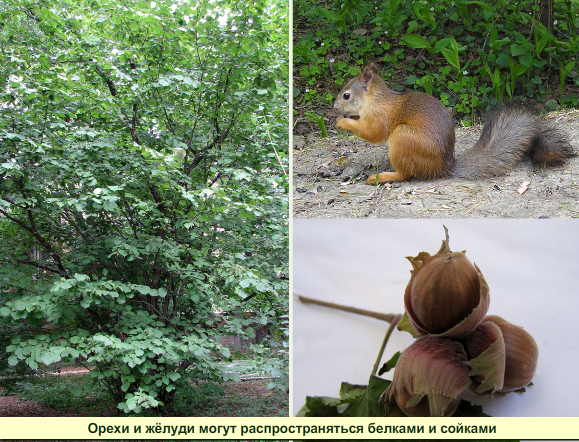 Орехи и жёлуди могут распространяться белками и сойками